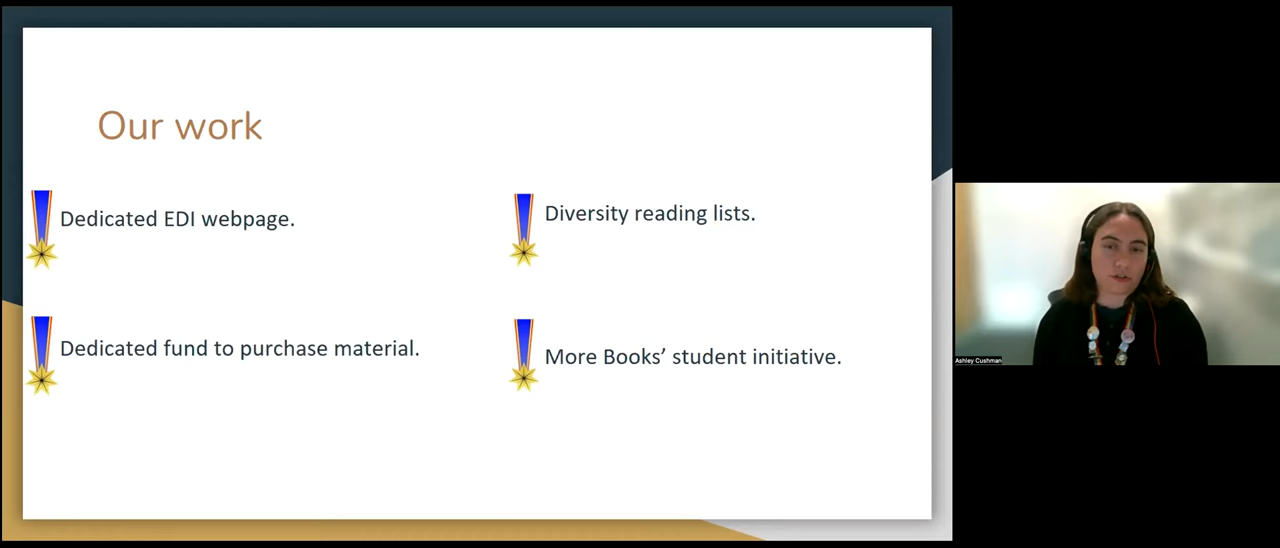 Our work
Dedicated EDI webpage.
Diversity reading lists.
Dedicated fund to purchase material.
More Books’ student initiative.
Ashley Cushman